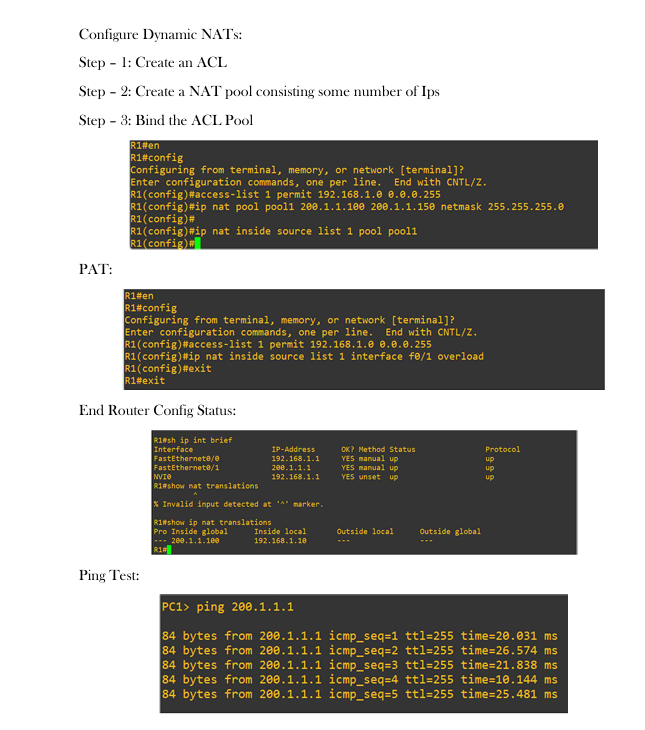 Configure Dynamic NATs:
Step – 1: Create an ACL
Step – 2: Create a NAT pool consisting some number of Ips
Step – 3: Bind the ACL Pool
R1#en
R1#config
Configuring from terminal, memory, or network [terminal]?
Enter configuration commands, one per line.  End with CNTL/Z.
R1(config)#access-list 1 permit 192.168.1.0 0.0.0.255
R1(config)#ip nat pool pool1 200.1.1.100 200.1.1.150 netmask 255.255.255.0
R1(config)#
R1(config)#ip nat inside source list 1 pool pool1
R1(config)#
PAT:
R1#en
R1#config
Configuring from terminal, memory, or network [terminal]?
Enter configuration commands, one per line.  End with CNTL/Z.
R1(config)#access-list 1 permit 192.168.1.0 0.0.0.255
R1(config)#ip nat inside source list 1 interface f0/1 overload
R1(config)#exit
R1#exit
End Router Config Status:
R1#sh ip int brief
Interface IP-Address OK? Method Status Protocol
FastEthernet0/0 192.168.1.1 YES manual up up
FastEthernet0/1 200.1.1.1 YES manual up up
NVI0 192.168.1.1 YES unset up up
R1#show nat translations
^
% Invalid input detected at '^' marker.
R1#show ip nat translations
Pro Inside global Inside local Outside local Outside global
--- 200.1.1.100 192.168.1.10 --- ---
R1#
Ping Test:
PC1> ping 200.1.1.1
84 bytes from 200.1.1.1 icmp_seq=1 ttl=255 time=20.031 ms
84 bytes from 200.1.1.1 icmp_seq=2 ttl=255 time=26.574 ms
84 bytes from 200.1.1.1 icmp_seq=3 ttl=255 time=21.838 ms
84 bytes from 200.1.1.1 icmp_seq=4 ttl=255 time=10.144 ms
84 bytes from 200.1.1.1 icmp_seq=5 ttl=255 time=25.481 ms